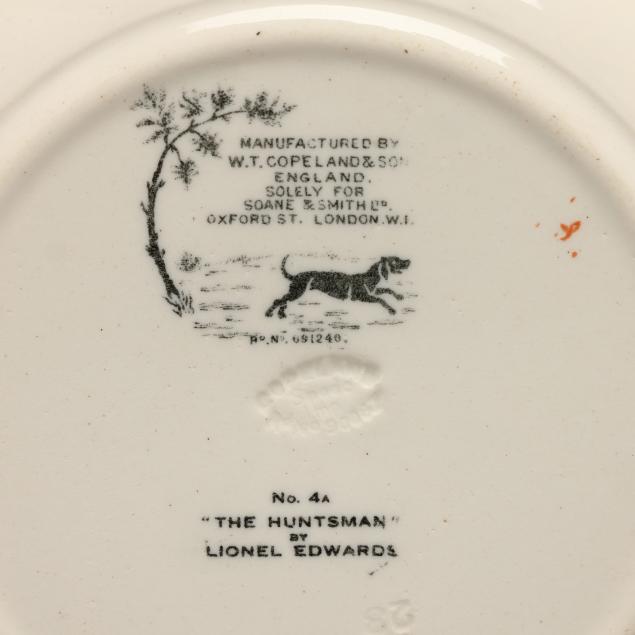 MANUFACTURED BY
W.T. COPELAND & SON
ENGLAND.
SOLELY FOR
SOANE & SMITH LD.
OXFORD ST. LONDON.W.1.
RD. NO. 691240.
No. 4A
"THE HUNTSMAN"
BY
LIONEL EDWARDS